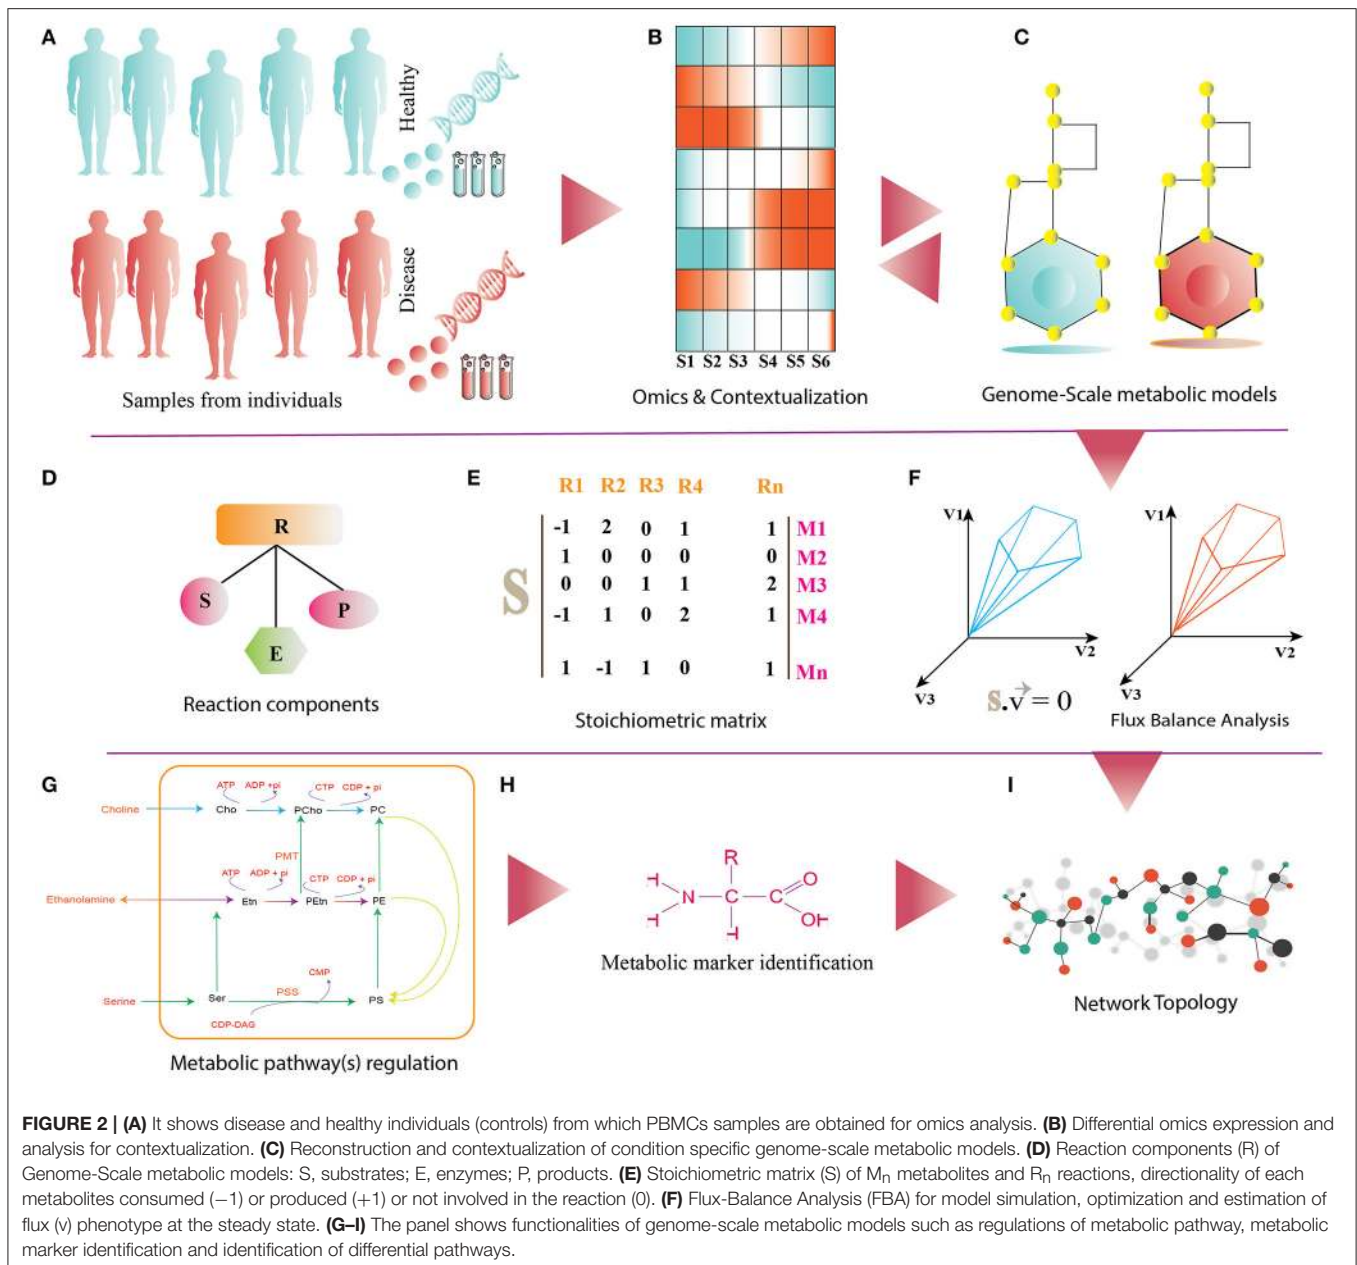 A
Healthy
Disease
Samples from individuals
B
S1 S2 S3 S4 S5 S6
Omics & Contextualization
C
Genome-Scale metabolic models
D
R
S
P
E
Reaction components
E
R1 R2 R3 R4 Rn
S
-1 2 0 1 1 M1
1 0 0 0 0 M2
0 0 1 1 2 M3
-1 1 0 2 1 M4
1 -1 1 0 1 Mn
Stoichiometric matrix
F
V1
V2
V3
S.v = 0
V1
V2
V3
Flux Balance Analysis
G
ATP ADP +pi CTP CDP + pi
Choline Cho PCho PC
PMT
ATP ADP + pi CTP CDP + pi
Ethanolamine Etn PEtn PE
CMP
PSS
Serine Ser PS
CDP-DAG
Metabolic pathway(s) regulation
H
R
H
N C O
H
H
OH
Metabolic marker identification
I
Network Topology
FIGURE 2 | (A) It shows disease and healthy individuals (controls) from which PBMCs samples are obtained for omics analysis. (B) Differential omics expression and
analysis for contextualization. (C) Reconstruction and contextualization of condition specific genome-scale metabolic models. (D) Reaction components (R) of
Genome-Scale metabolic models: S, substrates; E, enzymes; P, products. (E) Stoichiometric matrix (S) of Mn metabolites and Rn reactions, directionality of each
metabolites consumed (−1) or produced (+1) or not involved in the reaction (0). (F) Flux-Balance Analysis (FBA) for model simulation, optimization and estimation of
flux (v) phenotype at the steady state. (G–I) The panel shows functionalities of genome-scale metabolic models such as regulations of metabolic pathway, metabolic
marker identification and identification of differential pathways.